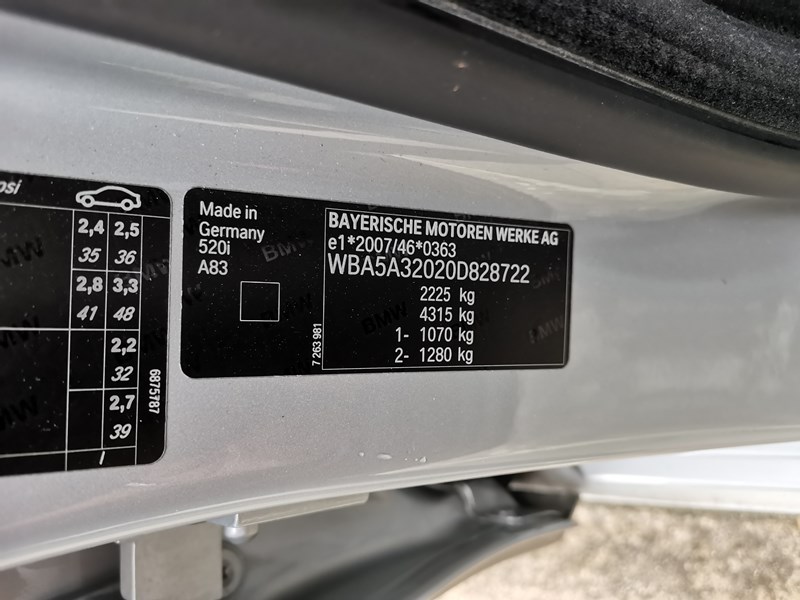 psi
2,4 2,5
35 36
2,8 3,3
41 48
2,2
32
2,7
39
6875787
Made in
Germany
520i
A83
7 263 981
BAYERISCHE MOTOREN WERKE AG
e1*2007/46*0363
WBA5A32020D828722
2225 kg
4315 kg
1- 1070 kg
2- 1280 kg